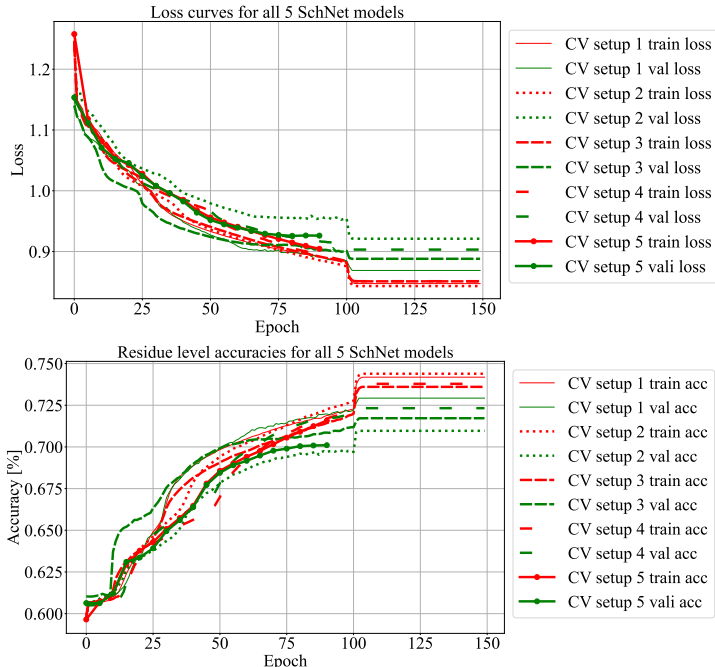 Loss curves for all 5 SchNet models
1.2
1.1
1.0
0.9
Loss
0 25 50 75 100 125 150
Epoch
CV setup 1 train loss
CV setup 1 val loss
CV setup 2 train loss
CV setup 2 val loss
CV setup 3 train loss
CV setup 3 val loss
CV setup 4 train loss
CV setup 4 val loss
CV setup 5 train loss
CV setup 5 vali loss
Residue level accuracies for all 5 SchNet models
0.750
0.725
0.700
0.675
0.650
0.625
0.600
Accuracy [%]
0 25 50 75 100 125 150
Epoch
CV setup 1 train acc
CV setup 1 val acc
CV setup 2 train acc
CV setup 2 val acc
CV setup 3 train acc
CV setup 3 val acc
CV setup 4 train acc
CV setup 4 val acc
CV setup 5 train acc
CV setup 5 vali acc